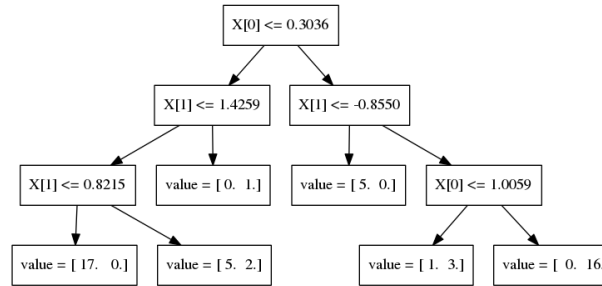 X[0] <= 0.3036
X[1] <= 1.4259
X[1] <= -0.8550
X[1] <= 0.8215
value = [ 0. 1.]
value = [ 5. 0.]
X[0] <= 1.0059
value = [ 17. 0.]
value = [ 5. 2.]
value = [ 1. 3.]
value = [ 0. 16.